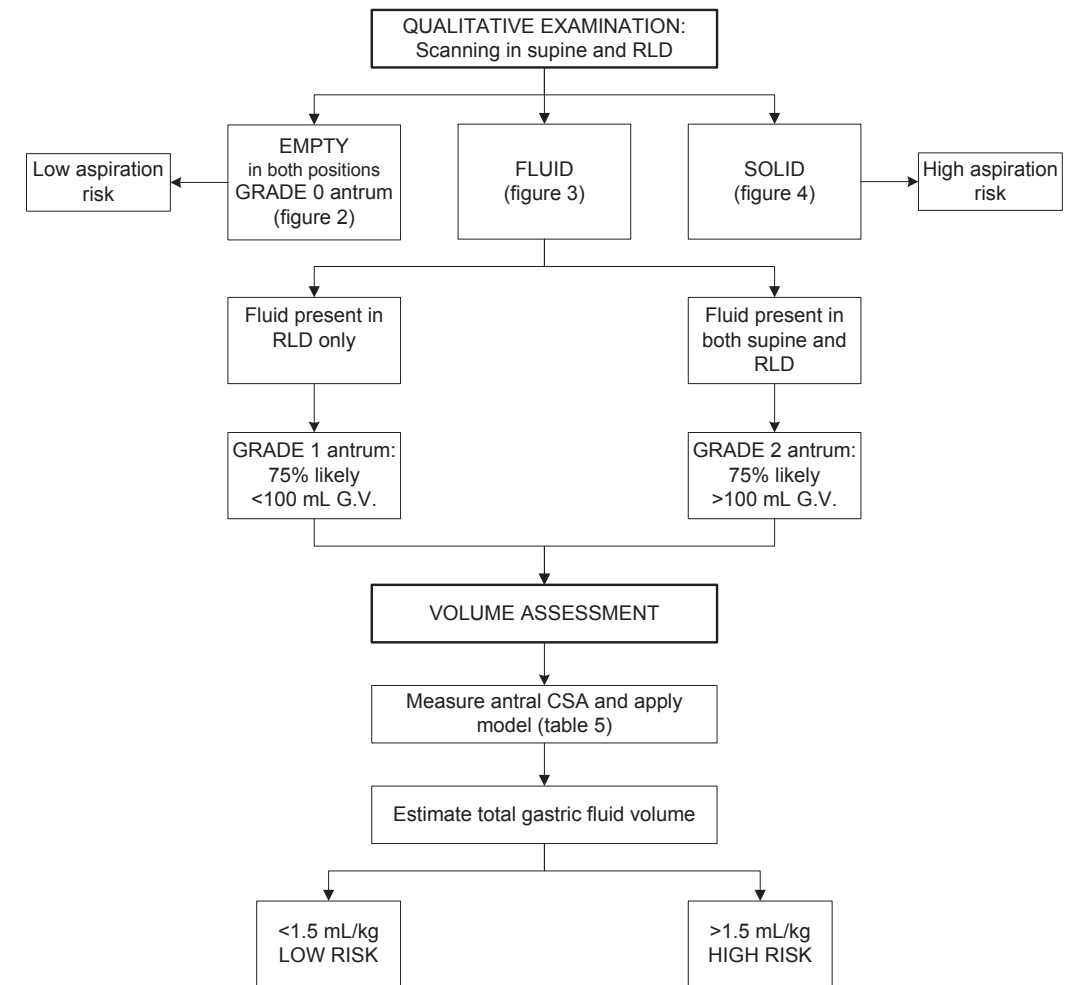 QUALITATIVE EXAMINATION:
Scanning in supine and RLD
Low aspiration
risk
EMPTY
in both positions
GRADE 0 antrum
(figure 2)
FLUID
(figure 3)
SOLID
(figure 4)
High aspiration
risk
Fluid present in
RLD only
Fluid present in
both supine and
RLD
GRADE 1 antrum:
75% likely
<100 mL G.V.
GRADE 2 antrum:
75% likely
>100 mL G.V.
VOLUME ASSESSMENT
Measure antral CSA and apply
model (table 5)
Estimate total gastric fluid volume
<1.5 mL/kg
LOW RISK
>1.5 mL/kg
HIGH RISK